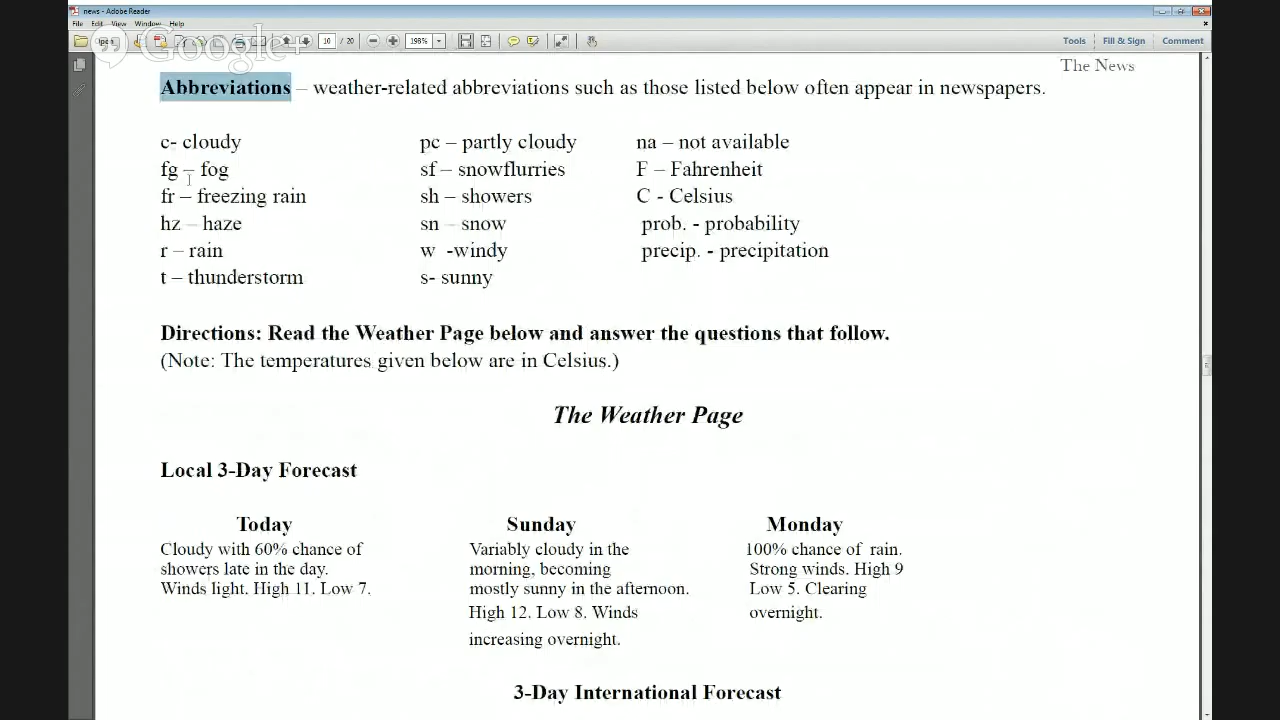 news - Adobe Reader
File Edit View Window Help
Open
10 / 20
198%
Tools
Fill & Sign
Comment
Google+
The News
Abbreviations – weather-related abbreviations such as those listed below often appear in newspapers.
c- cloudy
fg – fog
fr – freezing rain
hz – haze
r – rain
t – thunderstorm
pc – partly cloudy
sf – snowflurries
sh – showers
sn – snow
w -windy
s- sunny
na – not available
F – Fahrenheit
C - Celsius
prob. - probability
precip. - precipitation
Directions: Read the Weather Page below and answer the questions that follow.
(Note: The temperatures given below are in Celsius.)
The Weather Page
Local 3-Day Forecast
Today
Cloudy with 60% chance of
showers late in the day.
Winds light. High 11. Low 7.
Sunday
Variably cloudy in the
morning, becoming
mostly sunny in the afternoon.
High 12. Low 8. Winds
increasing overnight.
Monday
100% chance of rain.
Strong winds. High 9
Low 5. Clearing
overnight.
3-Day International Forecast